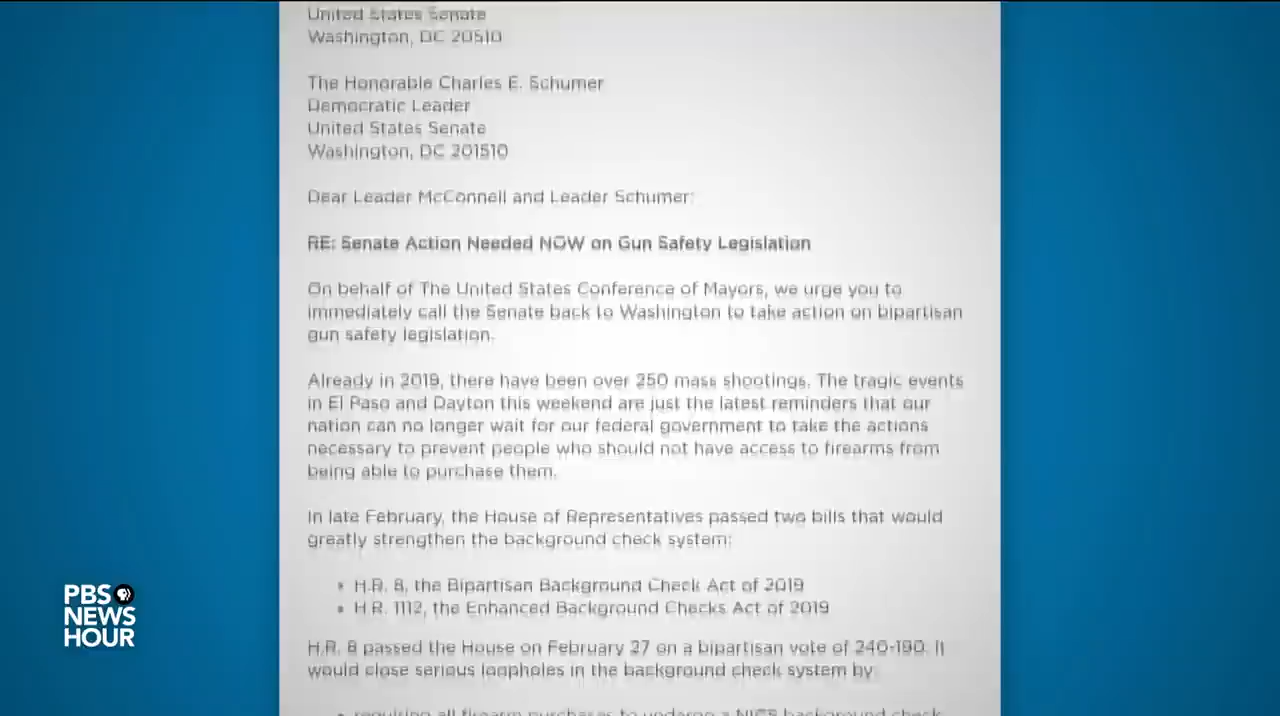 United States Senate
Washington, DC 20510
The Honorable Charles E. Schumer
Democratic Leader
United States Senate
Washington, DC 201510
Dear Leader McConnell and Leader Schumer:
RE: Senate Action Needed NOW on Gun Safety Legislation
On behalf of The United States Conference of Mayors, we urge you to
immediately call the Senate back to Washington to take action on bipartisan
gun safety legislation.
Already in 2019, there have been over 250 mass shootings. The tragic events
in El Paso and Dayton this weekend are just the latest reminders that our
nation can no longer wait for our federal government to take the actions
necessary to prevent people who should not have access to firearms from
being able to purchase them.
In late February, the House of Representatives passed two bills that would
greatly strengthen the background check system:
• H.R. 8, the Bipartisan Background Check Act of 2019
• H.R. 1112, the Enhanced Background Checks Act of 2019
H.R. 8 passed the House on February 27 on a bipartisan vote of 240-190. It
would close serious loopholes in the background check system by:
• requiring all firearm purchases to undergo a NICS background check
PBS
NEWS
HOUR